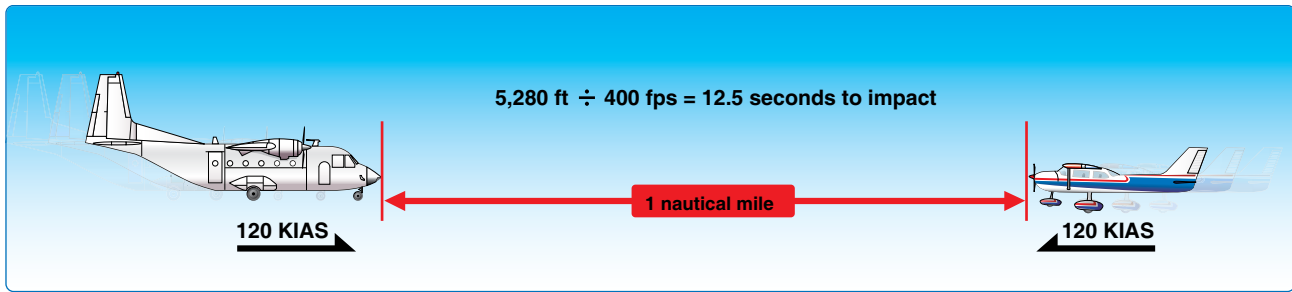 5,280 ft ÷ 400 fps = 12.5 seconds to impact
1 nautical mile
120 KIAS
120 KIAS